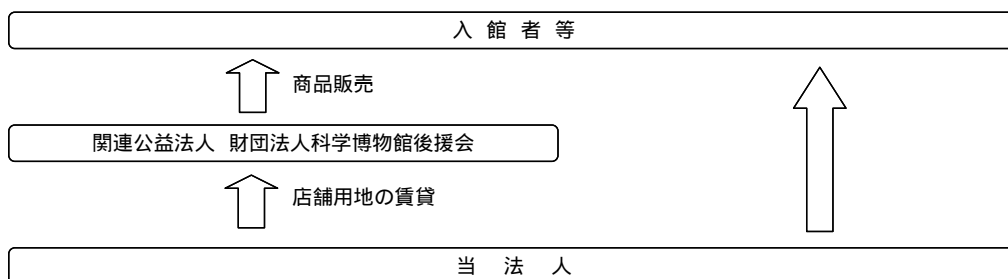 入 館 者 等
商品販売
関連公益法人 財団法人科学博物館後援会
店舗用地の賃貸
当 法 人